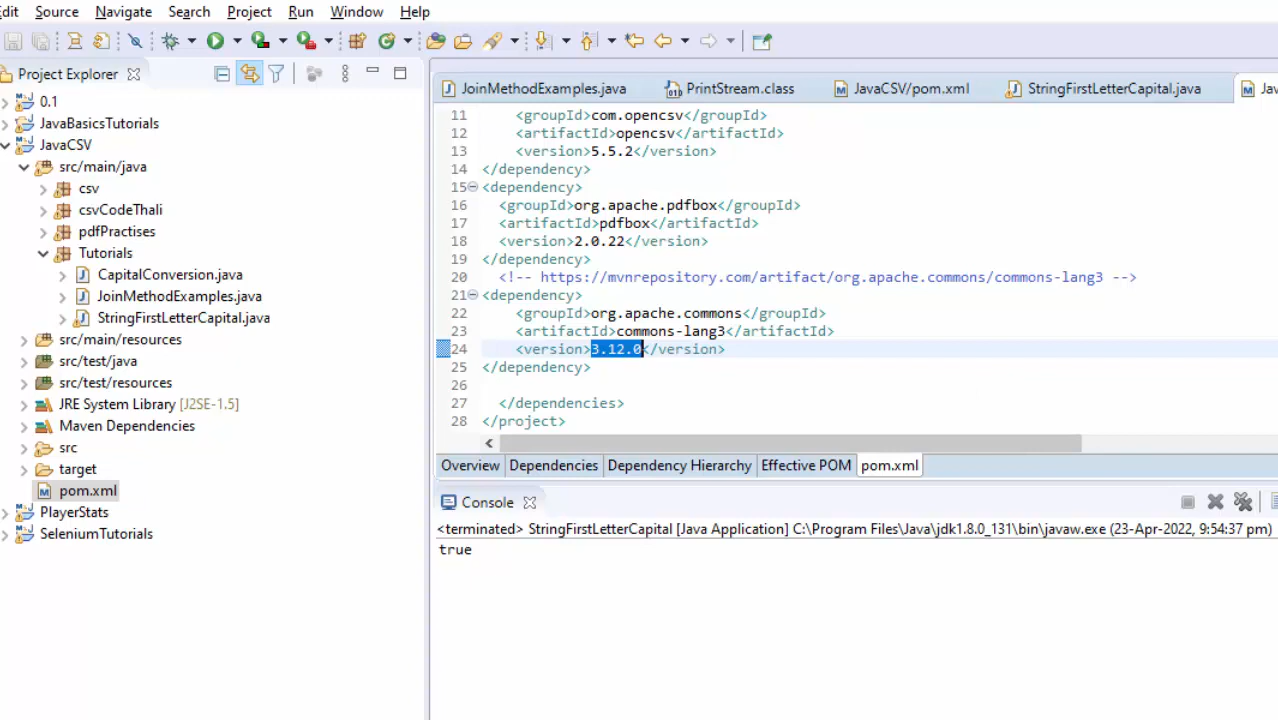 dit Source Navigate Search Project Run Window Help
Project Explorer
0.1
JavaBasicsTutorials
JavaCSV
src/main/java
csv
csvCodeThali
pdfPractises
Tutorials
CapitalConversion.java
JoinMethodExamples.java
StringFirstLetterCapital.java
src/main/resources
src/test/java
src/test/resources
JRE System Library [J2SE-1.5]
Maven Dependencies
src
target
pom.xml
PlayerStats
SeleniumTutorials
JoinMethodExamples.java PrintStream.class JavaCSV/pom.xml StringFirstLetterCapital.java Jav
11 <groupId>com.opencsv</groupId>
12 <artifactId>opencsv</artifactId>
13 <version>5.5.2</version>
14 </dependency>
15 <dependency>
16 <groupId>org.apache.pdfbox</groupId>
17 <artifactId>pdfbox</artifactId>
18 <version>2.0.22</version>
19 </dependency>
20 <!-- https://mvnrepository.com/artifact/org.apache.commons/commons-lang3 -->
21 <dependency>
22 <groupId>org.apache.commons</groupId>
23 <artifactId>commons-lang3</artifactId>
24 <version>3.12.0</version>
25 </dependency>
26
27 </dependencies>
28 </project>
Overview Dependencies Dependency Hierarchy Effective POM pom.xml
Console
<terminated> StringFirstLetterCapital [Java Application] C:\Program Files\Java\jdk1.8.0_131\bin\javaw.exe (23-Apr-2022, 9:54:37 pm)
true